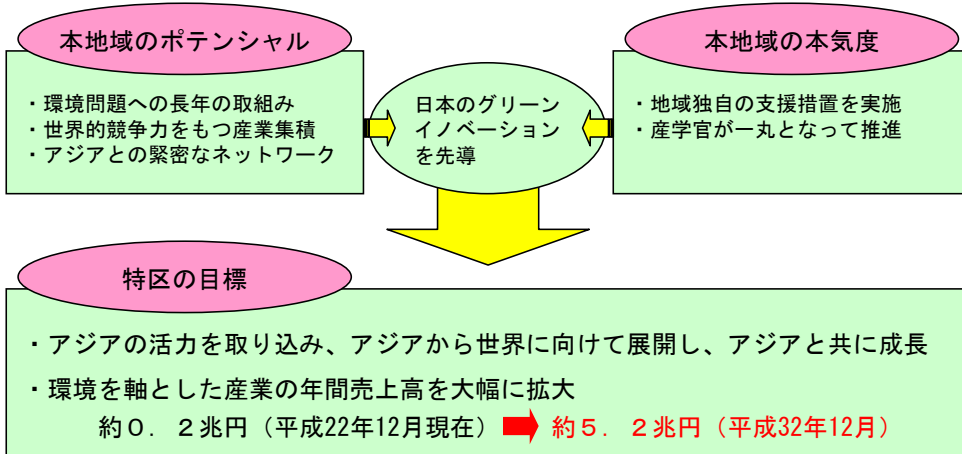 本地域のポテンシャル
・環境問題への長年の取組み
・世界的競争力をもつ産業集積
・アジアとの緊密なネットワーク
日本のグリーン
イノベーション
を先導
本地域の本気度
・地域独自の支援措置を実施
・産学官が一丸となって推進
特区の目標
・アジアの活力を取り込み、アジアから世界に向けて展開し、アジアと共に成長
・環境を軸とした産業の年間売上高を大幅に拡大
約０．２兆円（平成22年12月現在） 約５．２兆円（平成32年12月）